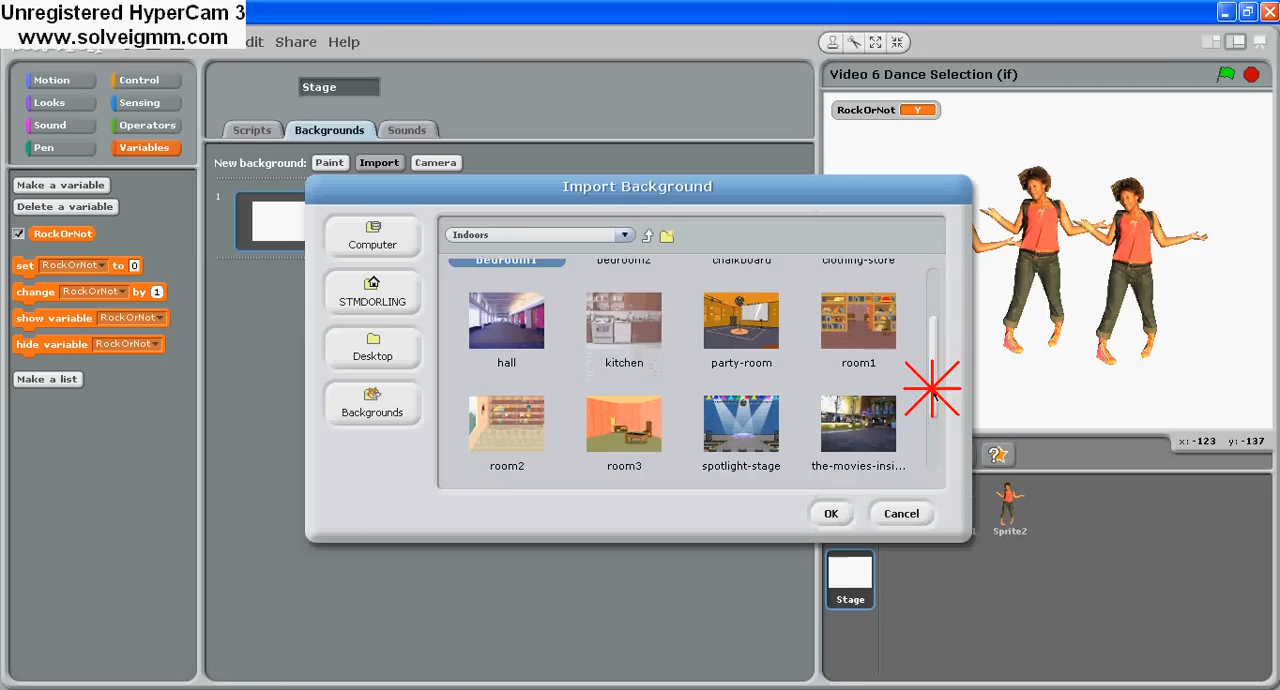 Unregistered HyperCam 3
www.solveigmm.com
dit Share Help
Motion Control
Looks Sensing
Sound Operators
Pen Variables
Make a variable
Delete a variable
RockOrNot
set RockOrNot to 0
change RockOrNot by 1
show variable RockOrNot
hide variable RockOrNot
Make a list
Stage
Scripts Backgrounds Sounds
New background: Paint Import Camera
1
Import Background
Computer
STMDORLING
Desktop
Backgrounds
Indoors
bedroom1 bedroom2 chalkboard clothing-store
hall kitchen party-room room1
room2 room3 spotlight-stage the-movies-insi...
OK Cancel
Video 6 Dance Selection (if)
RockOrNot Y
x: -123 y: -137
1 Sprite2
Stage